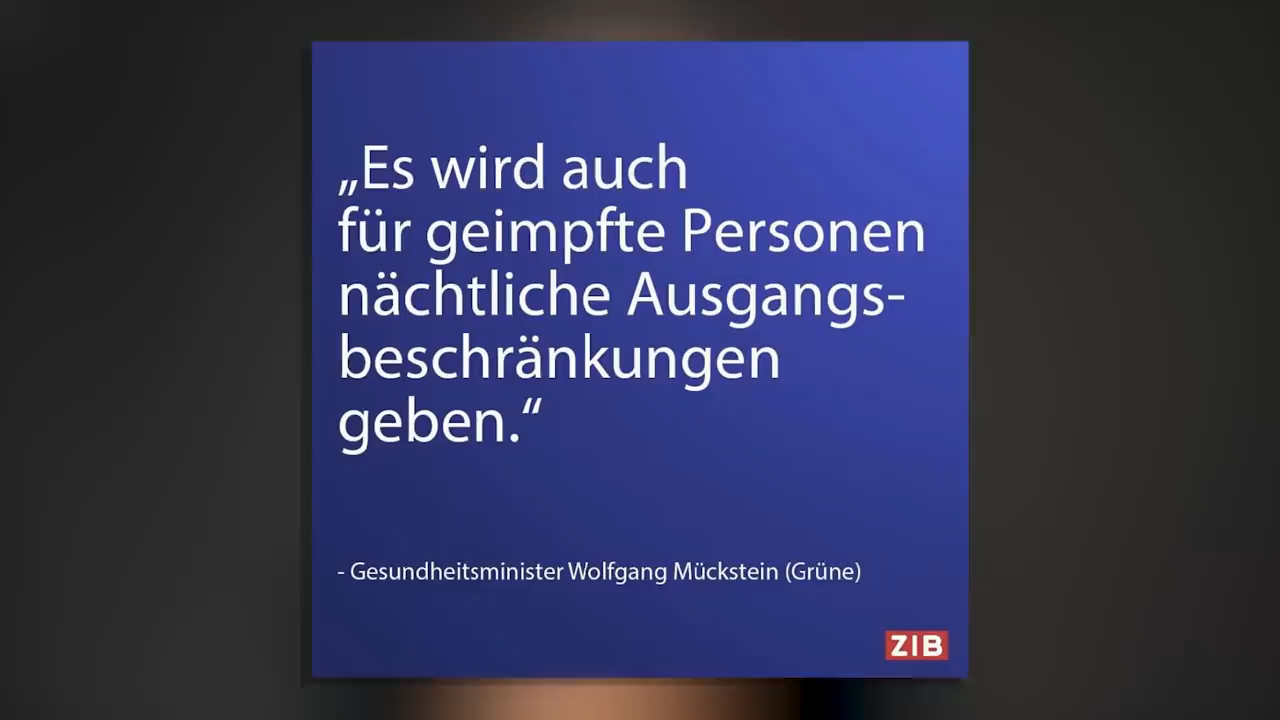 „Es wird auch
für geimpfte Personen
nächtliche Ausgangs-
beschränkungen
geben.“
- Gesundheitsminister Wolfgang Mückstein (Grüne)
ZIB